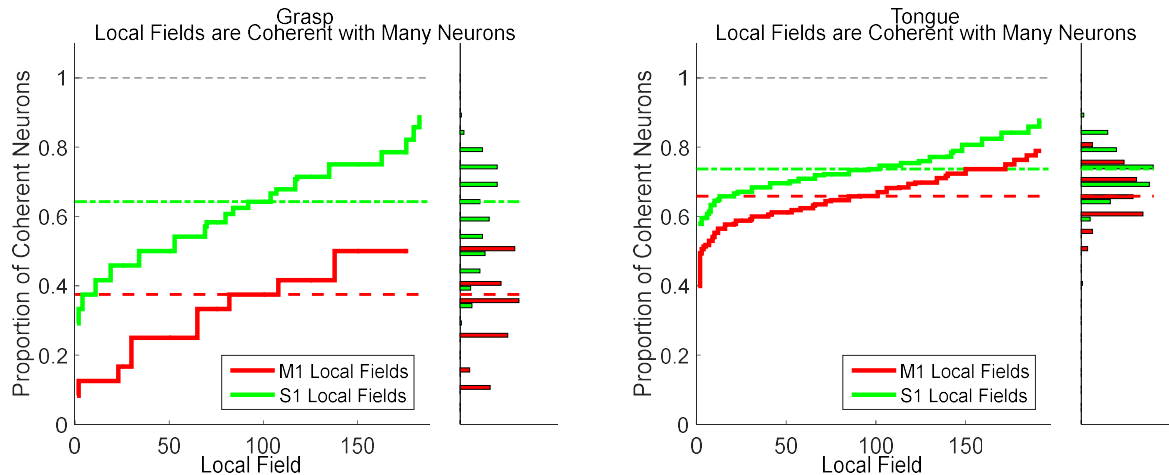 Grasp
Local Fields are Coherent with Many Neurons
Proportion of Coherent Neurons
1
0.8
0.6
0.4
0.2
0
M1 Local Fields
S1 Local Fields
0 50 100 150
Local Field
Tongue
Local Fields are Coherent with Many Neurons
Proportion of Coherent Neurons
1
0.8
0.6
0.4
0.2
0
M1 Local Fields
S1 Local Fields
0 50 100 150
Local Field